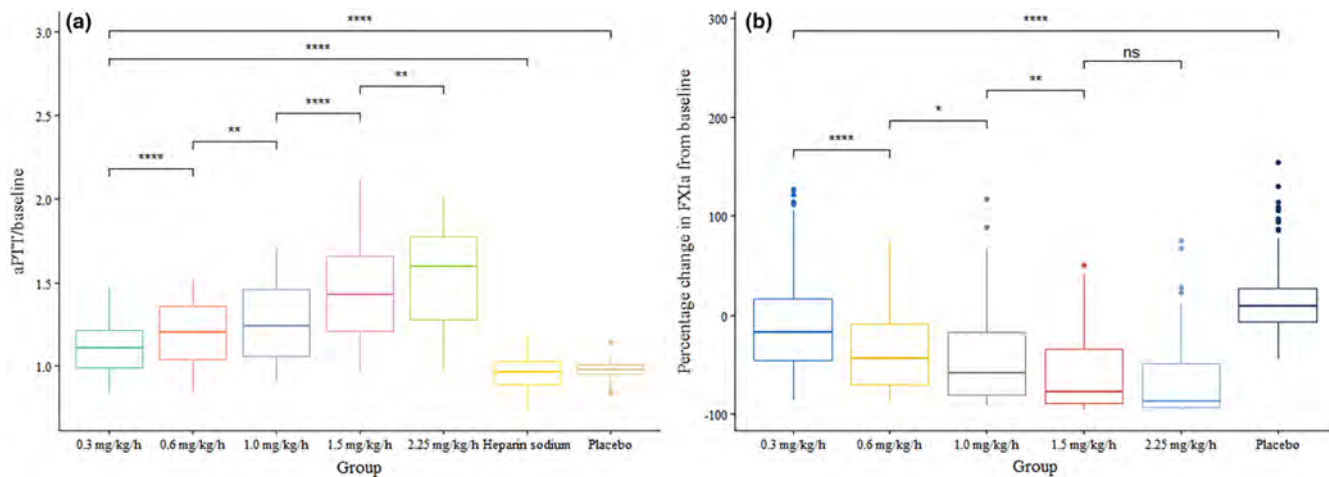 (a)
****
****
**
****
**
****
3.0
2.5
2.0
1.5
1.0
aPTT/baseline
0.3 mg/kg/h 0.6 mg/kg/h 1.0 mg/kg/h 1.5 mg/kg/h 2.25 mg/kg/h Heparin sodium Placebo
Group
(b)
****
ns
**
*
****
300
200
100
0
-100
Percentage change in FXIa from baseline
0.3 mg/kg/h 0.6 mg/kg/h 1.0 mg/kg/h 1.5 mg/kg/h 2.25 mg/kg/h Placebo
Group